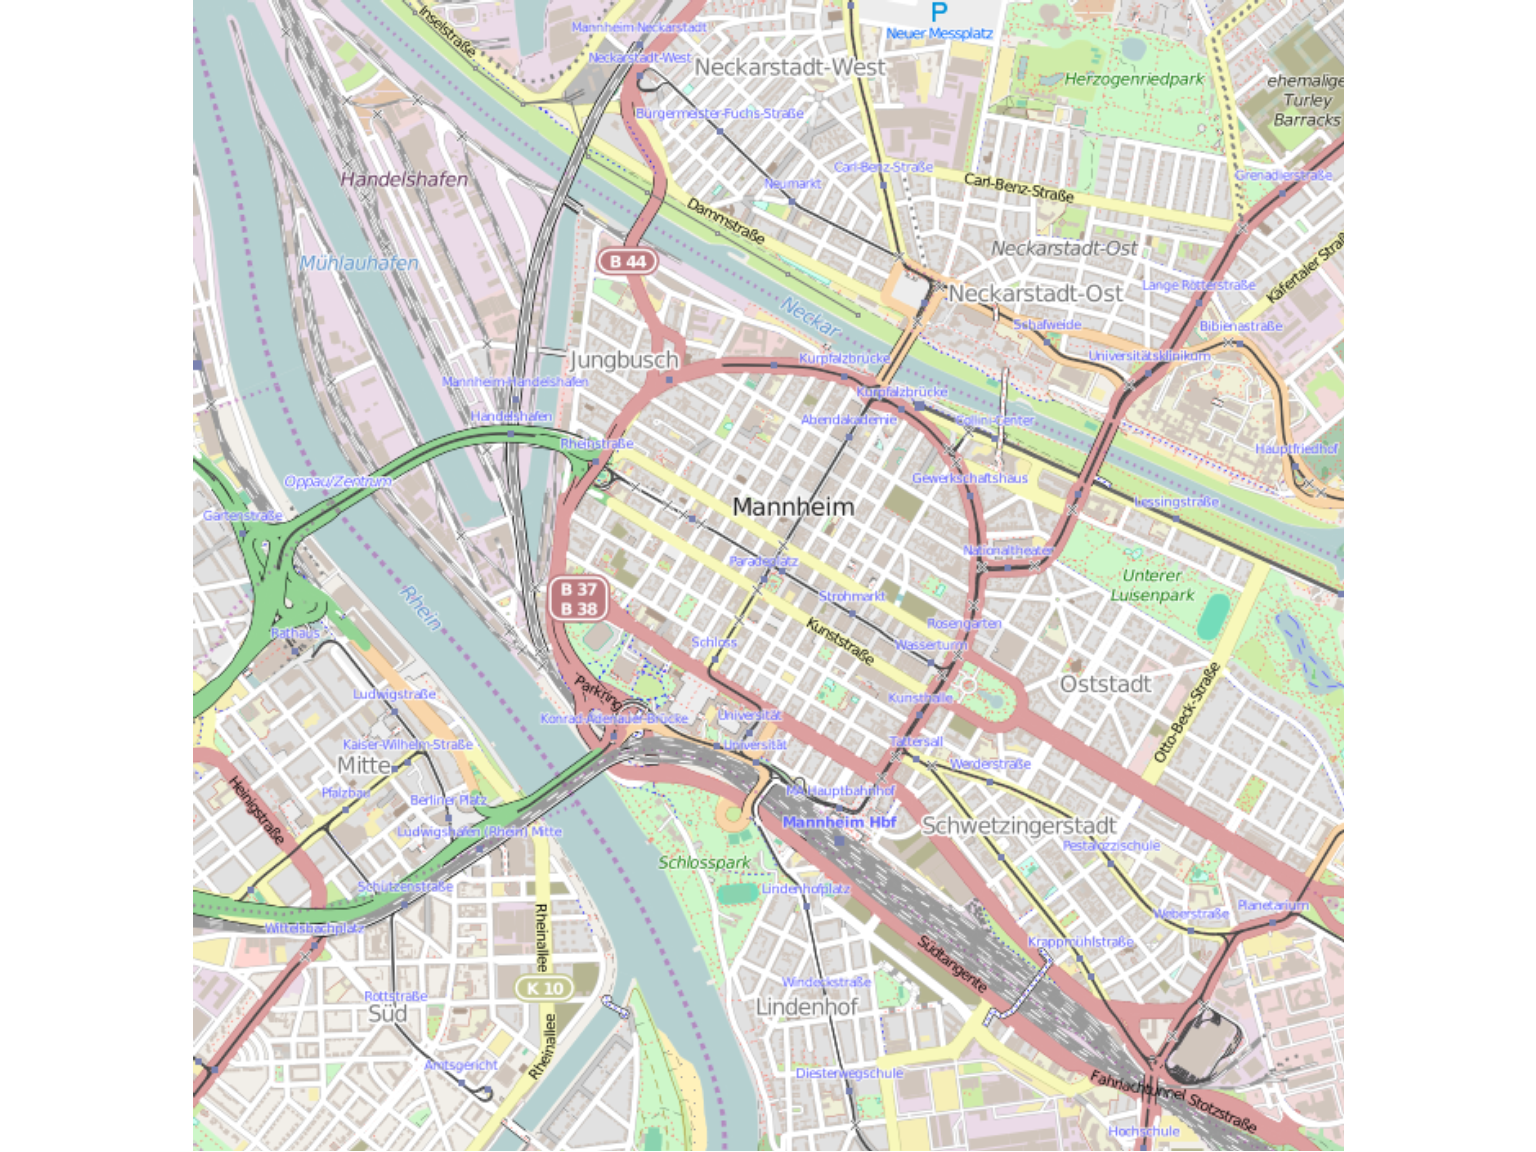 Inselstraße
Mannheim-Neckarstadt
P
Neuer Messplatz
Neckarstadt-West
Neckarstadt-West
Herzogenriedpark
ehemalige
Turley
Barracks
Bürgermeister-Fuchs-Straße
Handelshafen
Neumarkt
Carl-Benz-Straße
Carl-Benz-Straße
Grenadierstraße
Dammstraße
Neckarstadt-Ost
Mühlauhafen
B 44
Neckar
Neckarstadt-Ost
Lange Rötterstraße
Käfertaler Straß
Schafweide
Bibienastraße
Jungbusch
Kurpfalzbrücke
Universitätsklinikum
Mannheim-Handelshafen
Kurpfalzbrücke
Handelshafen
Abendakademie
Collini-Center
Rheinstraße
Hauptfriedhof
Oppau/Zentrum
Gewerkschaftshaus
Mannheim
Lessingstraße
Gartenstraße
Paradeplatz
Nationaltheater
Unterer
Luisenpark
Rhein
B 37
B 38
Strohmarkt
Rathaus
Kunststraße
Rosengarten
Schloss
Wasserturm
Ludwigstraße
Parkring
Kunsthalle
Oststadt
Otto-Beck-Straße
Konrad-Adenauer-Brücke
Universität
Kaiser-Wilhelm-Straße
Universität
Tattersall
Mitte
Werderstraße
Pfalzbau
Berliner Platz
MA Hauptbahnhof
Heinigstraße
Ludwigshafen (Rhein) Mitte
Mannheim Hbf
Schwetzingerstadt
Pestalozzischule
Schlosspark
Schützenstraße
Lindenhofplatz
Wittelsbachplatz
Rheinallee
Weberstraße
Planetarium
Südtangente
Krappmühlstraße
K 10
Windeckstraße
Rottstraße
Süd
Lindenhof
Rheinallee
Amtsgericht
Diesterwegschule
Fahrlachtunnel Stotzstraße
Hochschule